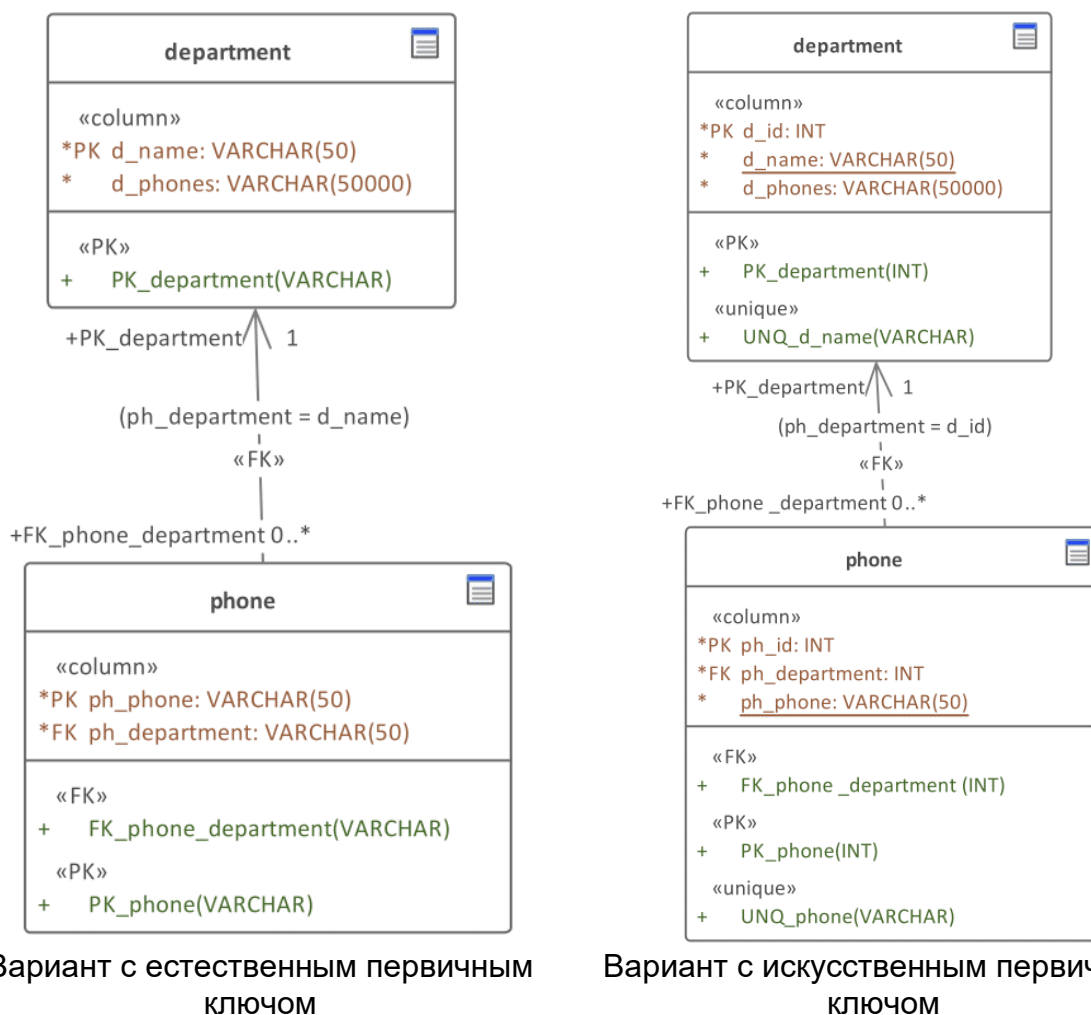 department
«column»
*PK d_name: VARCHAR(50)
* d_phones: VARCHAR(50000)
«PK»
+ PK_department(VARCHAR)
+PK_department 1
(ph_department = d_name)
«FK»
+FK_phone_department 0..*
phone
«column»
*PK ph_phone: VARCHAR(50)
*FK ph_department: VARCHAR(50)
«FK»
+ FK_phone_department(VARCHAR)
«PK»
+ PK_phone(VARCHAR)
Вариант с естественным первичным
ключом
department
«column»
*PK d_id: INT
* d_name: VARCHAR(50)
* d_phones: VARCHAR(50000)
«PK»
+ PK_department(INT)
«unique»
+ UNQ_d_name(VARCHAR)
+PK_department 1
(ph_department = d_id)
«FK»
+FK_phone _department 0..*
phone
«column»
*PK ph_id: INT
*FK ph_department: INT
* ph_phone: VARCHAR(50)
«FK»
+ FK_phone _department (INT)
«PK»
+ PK_phone(INT)
«unique»
+ UNQ_phone(VARCHAR)
Вариант с искусственным первич
ключом